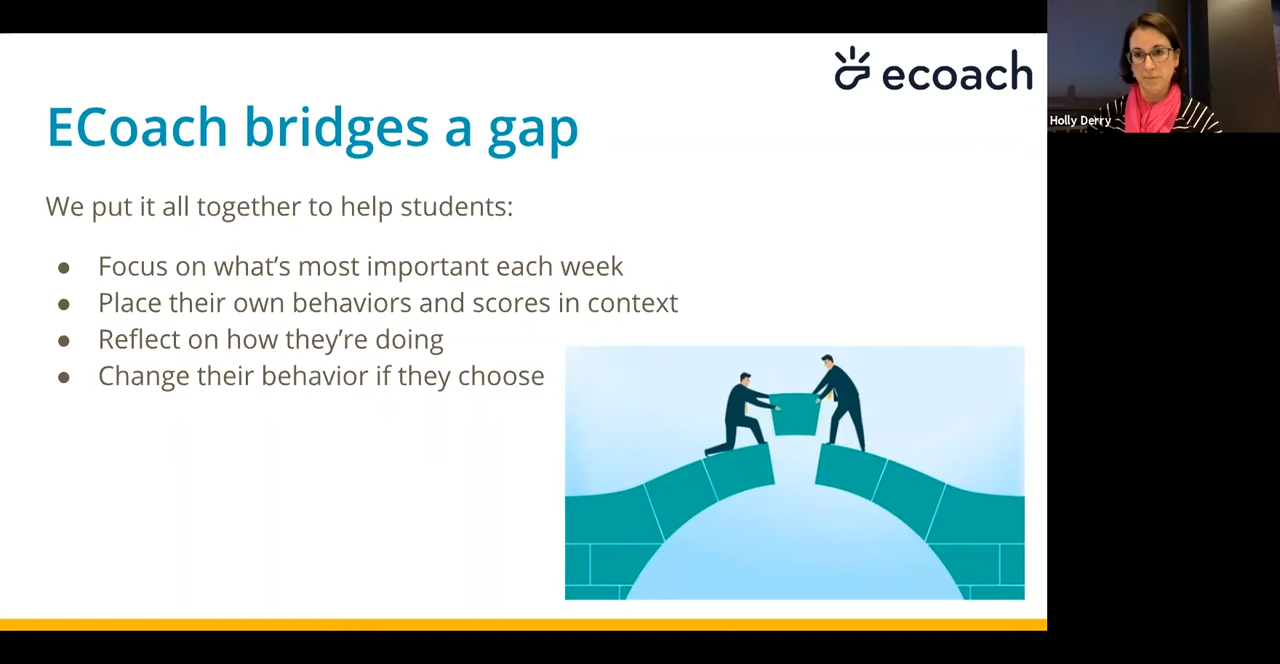 ecoach
ECoach bridges a gap
We put it all together to help students:
● Focus on what's most important each week
● Place their own behaviors and scores in context
● Reflect on how they're doing
● Change their behavior if they choose
Holly Derry